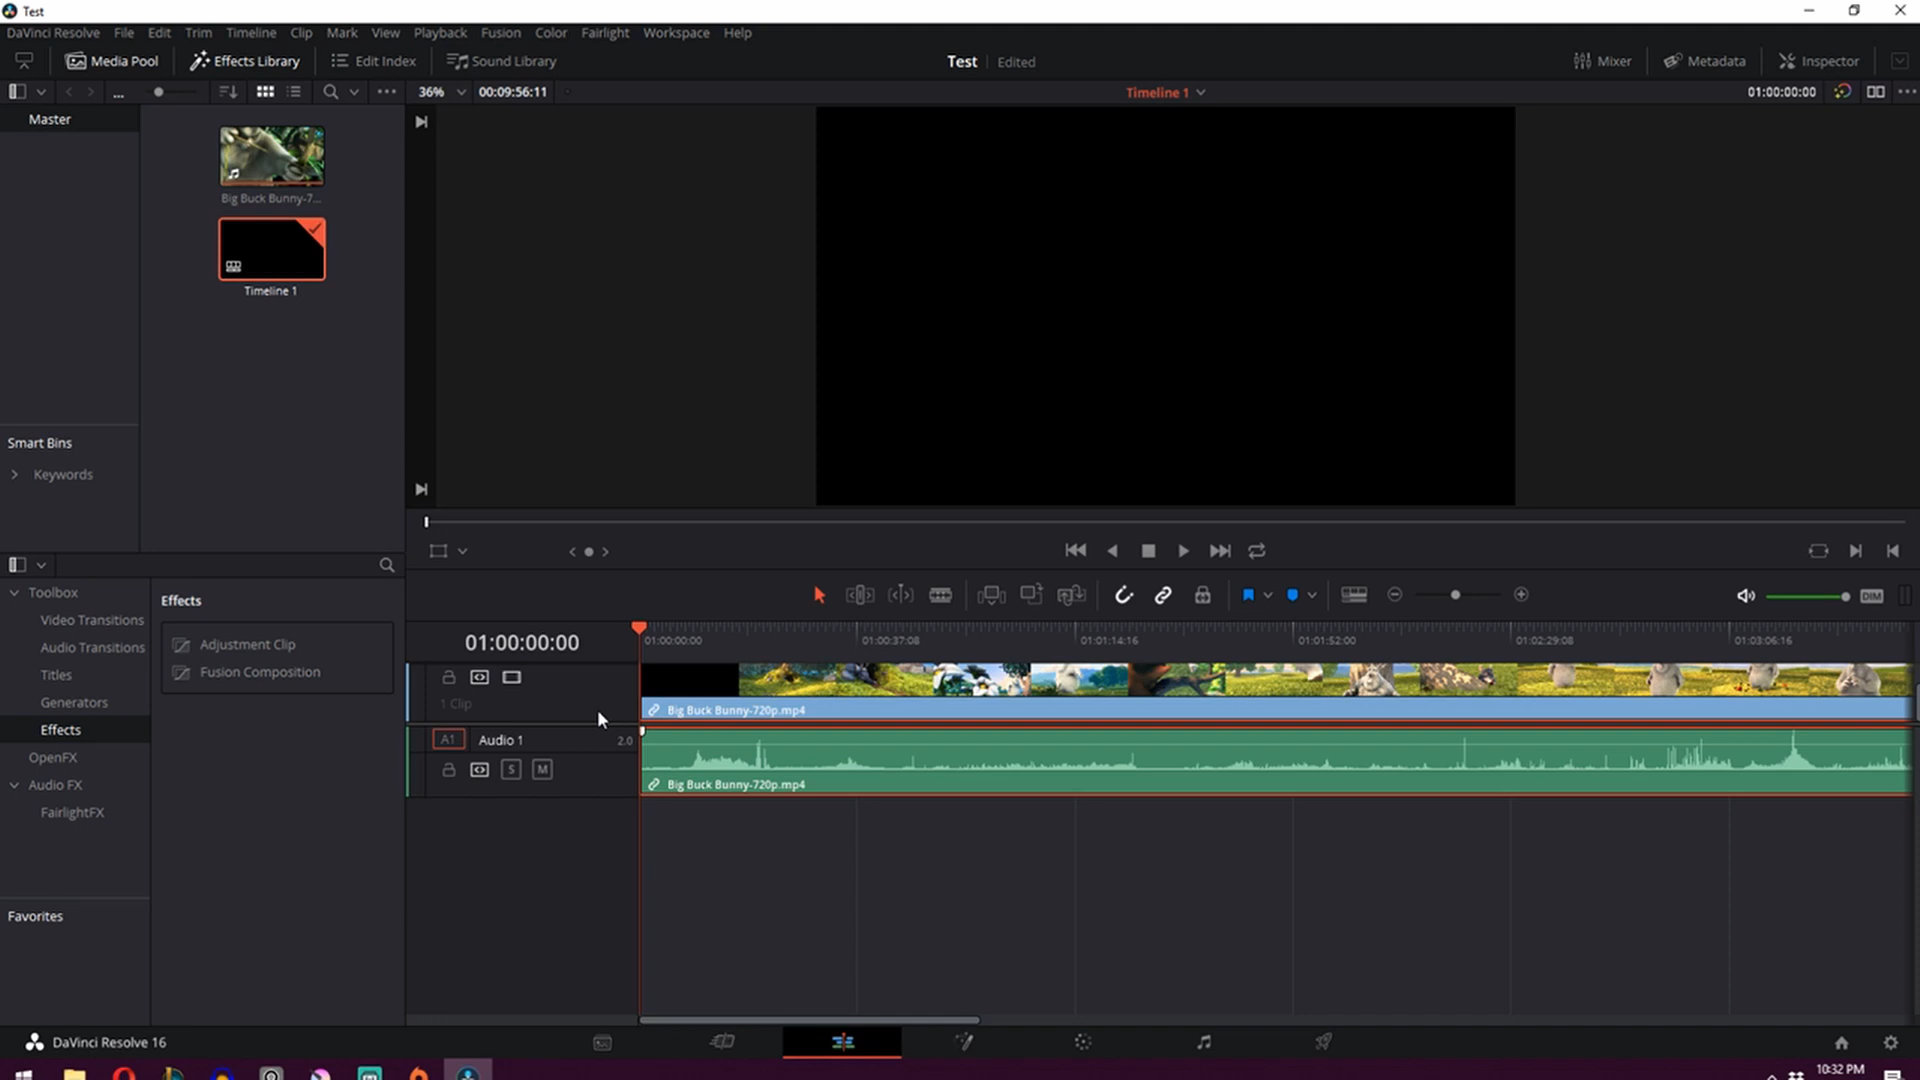 Test
DaVinci Resolve File Edit Trim Timeline Clip Mark View Playback Fusion Color Fairlight Workspace Help
Media Pool Effects Library Edit Index Sound Library Test Edited Mixer Metadata Inspector
... 36% 00:09:56:11 Timeline 1 01:00:00:00
Master
Big Buck Bunny-7...
Timeline 1
Smart Bins
Keywords
Toolbox
Video Transitions
Audio Transitions
Titles
Generators
Effects
OpenFX
Audio FX
FairlightFX
Favorites
Effects
Adjustment Clip
Fusion Composition
DIM
01:00:00:00
01:00:00:00 01:00:37:08 01:01:14:16 01:01:52:00 01:02:29:08 01:03:06:16
1 Clip
Big Buck Bunny-720p.mp4
A1 Audio 1 2.0
S M
Big Buck Bunny-720p.mp4
DaVinci Resolve 16
10:32 PM